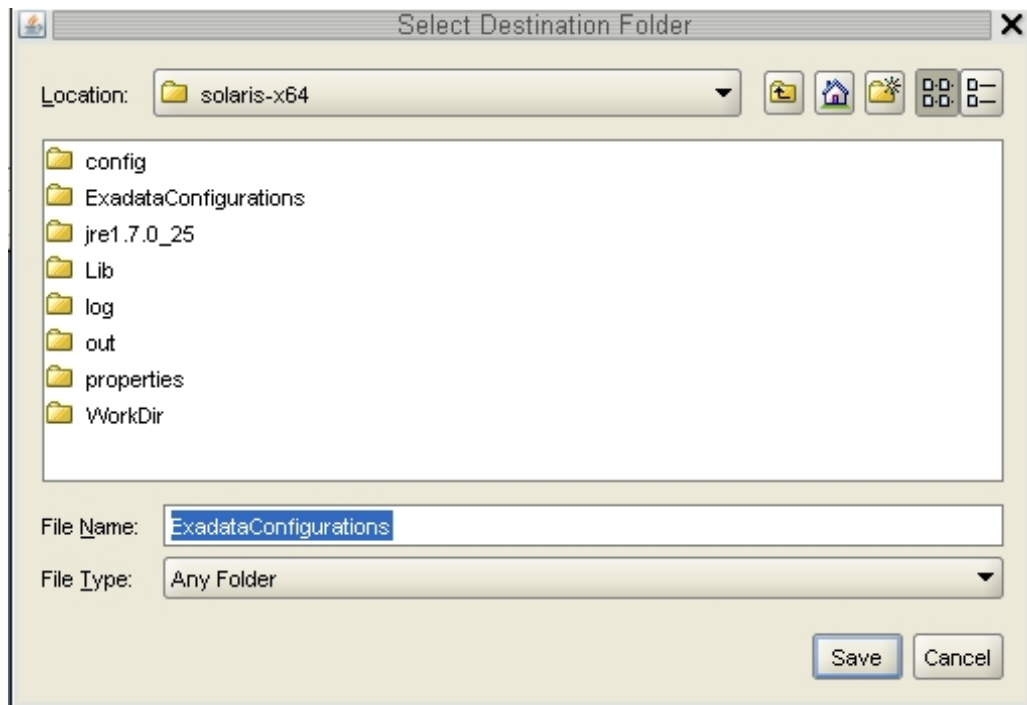 Select Destination Folder
Location: solaris-x64
config
ExadataConfigurations
jre1.7.0_25
Lib
log
out
properties
WorkDir
File Name: ExadataConfigurations
File Type: Any Folder
Save Cancel